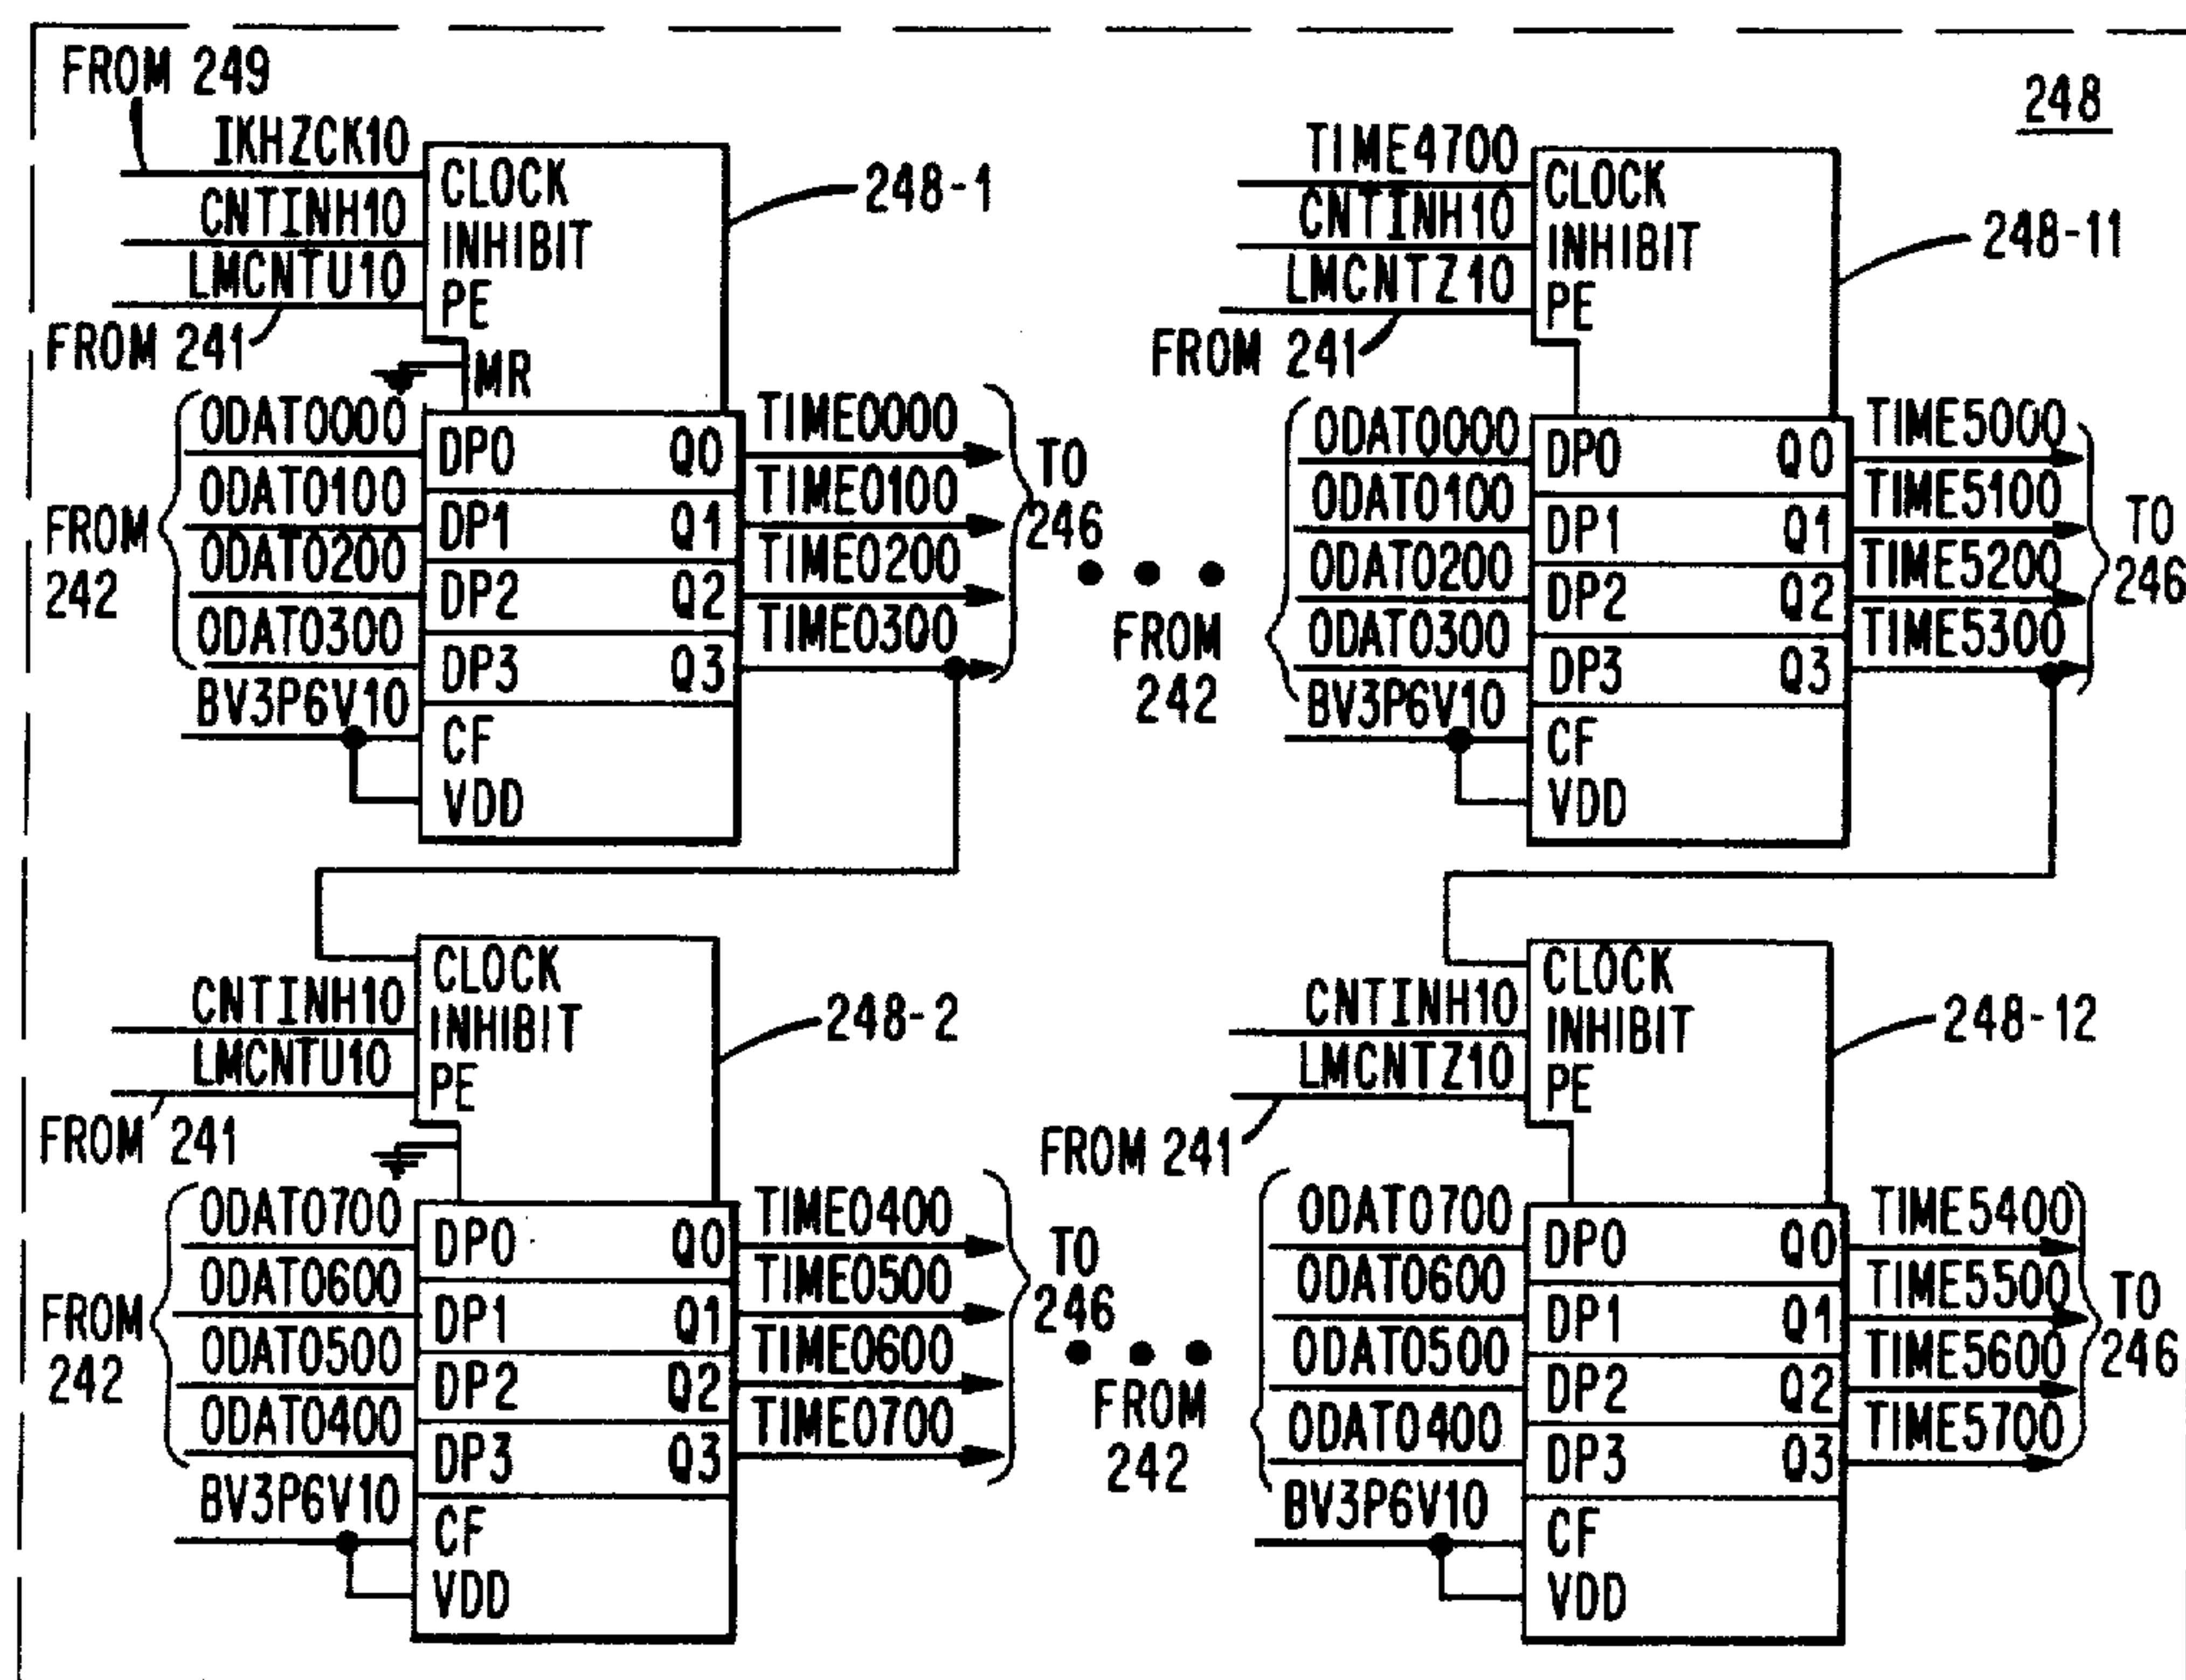 248
FROM 249
IKHZCK10
CNTINH10
LMCNTU10
FROM 241
CLOCK
INHIBIT
PE
MR
248-1
FROM
242
ODAT0000
ODAT0100
ODAT0200
ODAT0300
BV3P6V10
DP0 Q0
DP1 Q1
DP2 Q2
DP3 Q3
CF
VDD
TIME0000
TIME0100
TIME0200
TIME0300
TO
246
TIME4700
CNTINH10
LMCNTZ10
FROM 241
CLOCK
INHIBIT
PE
248-11
FROM
242
ODAT0000
ODAT0100
ODAT0200
ODAT0300
BV3P6V10
DP0 Q0
DP1 Q1
DP2 Q2
DP3 Q3
CF
VDD
TIME5000
TIME5100
TIME5200
TIME5300
TO
246
CNTINH10
LMCNTU10
FROM 241
CLOCK
INHIBIT
PE
248-2
FROM
242
ODAT0700
ODAT0600
ODAT0500
ODAT0400
BV3P6V10
DP0 Q0
DP1 Q1
DP2 Q2
DP3 Q3
CF
VDD
TIME0400
TIME0500
TIME0600
TIME0700
TO
246
CNTINH10
LMCNTZ10
FROM 241
CLOCK
INHIBIT
PE
248-12
FROM
242
ODAT0700
ODAT0600
ODAT0500
ODAT0400
BV3P6V10
DP0 Q0
DP1 Q1
DP2 Q2
DP3 Q3
CF
VDD
TIME5400
TIME5500
TIME5600
TIME5700
TO
246